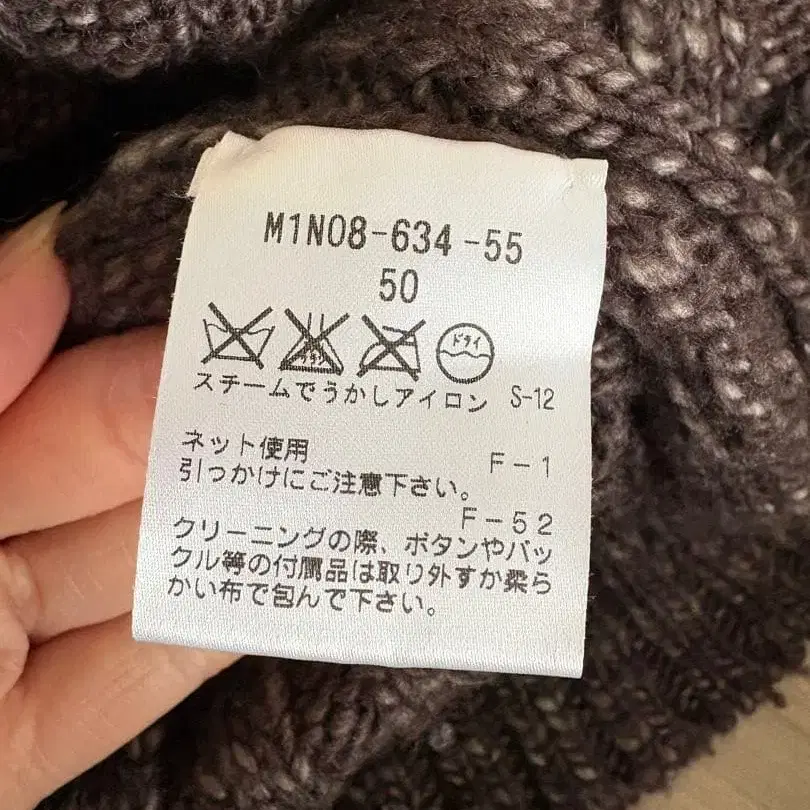 M1N08-634-55
50
ドライ
スチームでうかしアイロン S-12
ネット使用 F-1
引っかけにご注意下さい。
F-52
クリーニングの際、ボタンやバッ
クル等の付属品は取り外すか柔ら
かい布で包んで下さい。